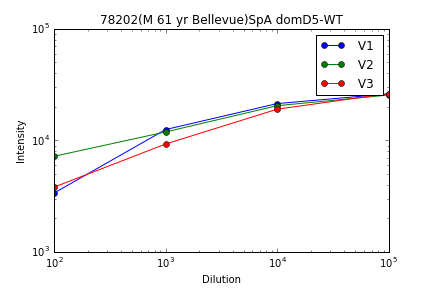 78202(M 61 yr Bellevue)SpA domD5-WT
10^5
V1
V2
V3
10^4
10^3
Intensity
10^2 10^3 10^4 10^5
Dilution